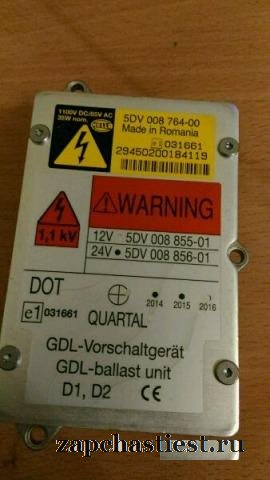 1100V DC/85V AC
35W nom.
HELLA
5DV 008 764-00
Made in Romania
e1 031661
29450200184119
WARNING
1,1 kV
12V 5DV 008 855-01
24V • 5DV 008 856-01
DOT
2014 2015 2016
e1 031661
QUARTAL
GDL-Vorschaltgerät
GDL-ballast unit
D1, D2 CE
zapchastiest.ru